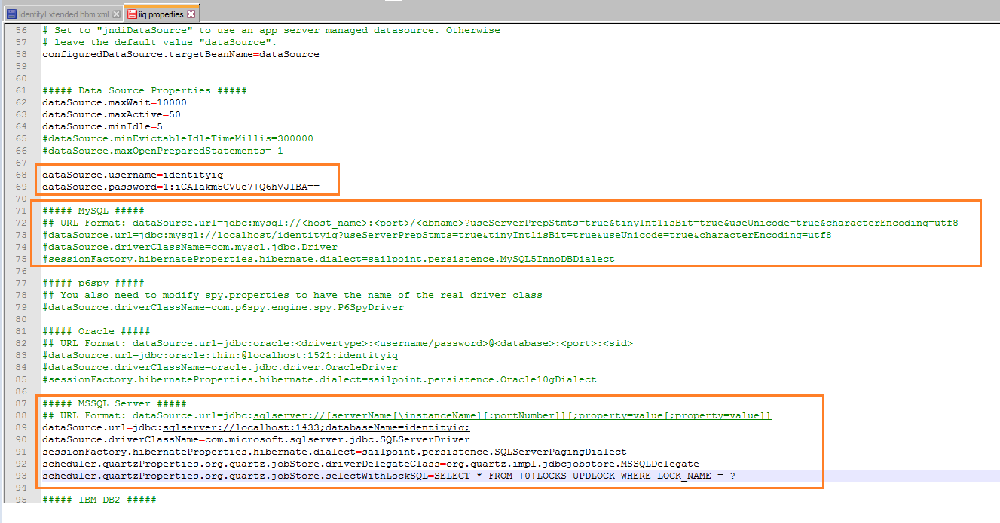 IdentityExtended.hbm.xml iiq.properties
56 # Set to "jndiDataSource" to use an app server managed datasource. Otherwise
57 # leave the default value "dataSource".
58 configuredDataSource.targetBeanName=dataSource
59
60
61 ##### Data Source Properties #####
62 dataSource.maxWait=10000
63 dataSource.maxActive=50
64 dataSource.minIdle=5
65 #dataSource.minEvictableIdleTimeMillis=300000
66 #dataSource.maxOpenPreparedStatements=-1
67
68 dataSource.username=identityiq
69 dataSource.password=1:iCAlakm5CVUe7+Q6hVJIBA==
70
71 ##### MySQL #####
72 ## URL Format: dataSource.url=jdbc:mysql://<host_name>:<port>/<dbname>?useServerPrepStmts=true&tinyInt1isBit=true&useUnicode=true&characterEncoding=utf8
73 #dataSource.url=jdbc:mysql://localhost/identityiq?useServerPrepStmts=true&tinyInt1isBit=true&useUnicode=true&characterEncoding=utf8
74 #dataSource.driverClassName=com.mysql.jdbc.Driver
75 #sessionFactory.hibernateProperties.hibernate.dialect=sailpoint.persistence.MySQL5InnoDBDialect
76
77 ##### p6spy #####
78 ## You also need to modify spy.properties to have the name of the real driver class
79 #dataSource.driverClassName=com.p6spy.engine.spy.P6SpyDriver
80
81 ##### Oracle #####
82 ## URL Format: dataSource.url=jdbc:oracle:<drivertype>:<username/password>@<database>:<port>:<sid>
83 #dataSource.url=jdbc:oracle:thin:@localhost:1521:identityiq
84 #dataSource.driverClassName=oracle.jdbc.driver.OracleDriver
85 #sessionFactory.hibernateProperties.hibernate.dialect=sailpoint.persistence.Oracle10gDialect
86
87 ##### MSSQL Server #####
88 ## URL Format: dataSource.url=jdbc:sqlserver://[serverName[\instanceName][:portNumber]][;property=value[;property=value]]
89 dataSource.url=jdbc:sqlserver://localhost:1433;databaseName=identityiq;
90 dataSource.driverClassName=com.microsoft.sqlserver.jdbc.SQLServerDriver
91 sessionFactory.hibernateProperties.hibernate.dialect=sailpoint.persistence.SQLServerPagingDialect
92 scheduler.quartzProperties.org.quartz.jobStore.driverDelegateClass=org.quartz.impl.jdbcjobstore.MSSQLDelegate
93 scheduler.quartzProperties.org.quartz.jobStore.selectWithLockSQL=SELECT * FROM {0}LOCKS UPDLOCK WHERE LOCK_NAME = ?
94
95 ##### IBM DB2 #####